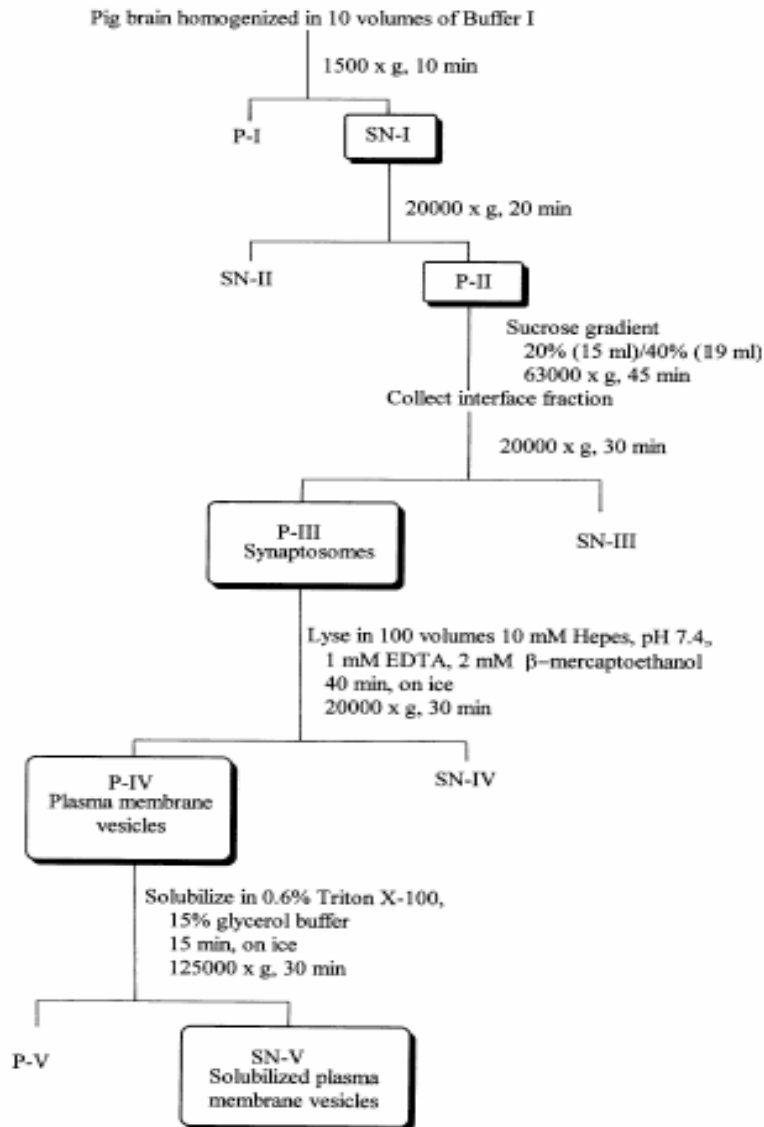 Pig brain homogenized in 10 volumes of Buffer I
1500 x g, 10 min
P-I
SN-I
20000 x g, 20 min
SN-II
P-II
Sucrose gradient
20% (15 ml)/40% (19 ml)
63000 x g, 45 min
Collect interface fraction
20000 x g, 30 min
P-III
Synaptosomes
SN-III
Lyse in 100 volumes 10 mM Hepes, pH 7.4,
1 mM EDTA, 2 mM β-mercaptoethanol
40 min, on ice
20000 x g, 30 min
P-IV
Plasma membrane
vesicles
SN-IV
Solubilize in 0.6% Triton X-100,
15% glycerol buffer
15 min, on ice
125000 x g, 30 min
P-V
SN-V
Solubilized plasma
membrane vesicles